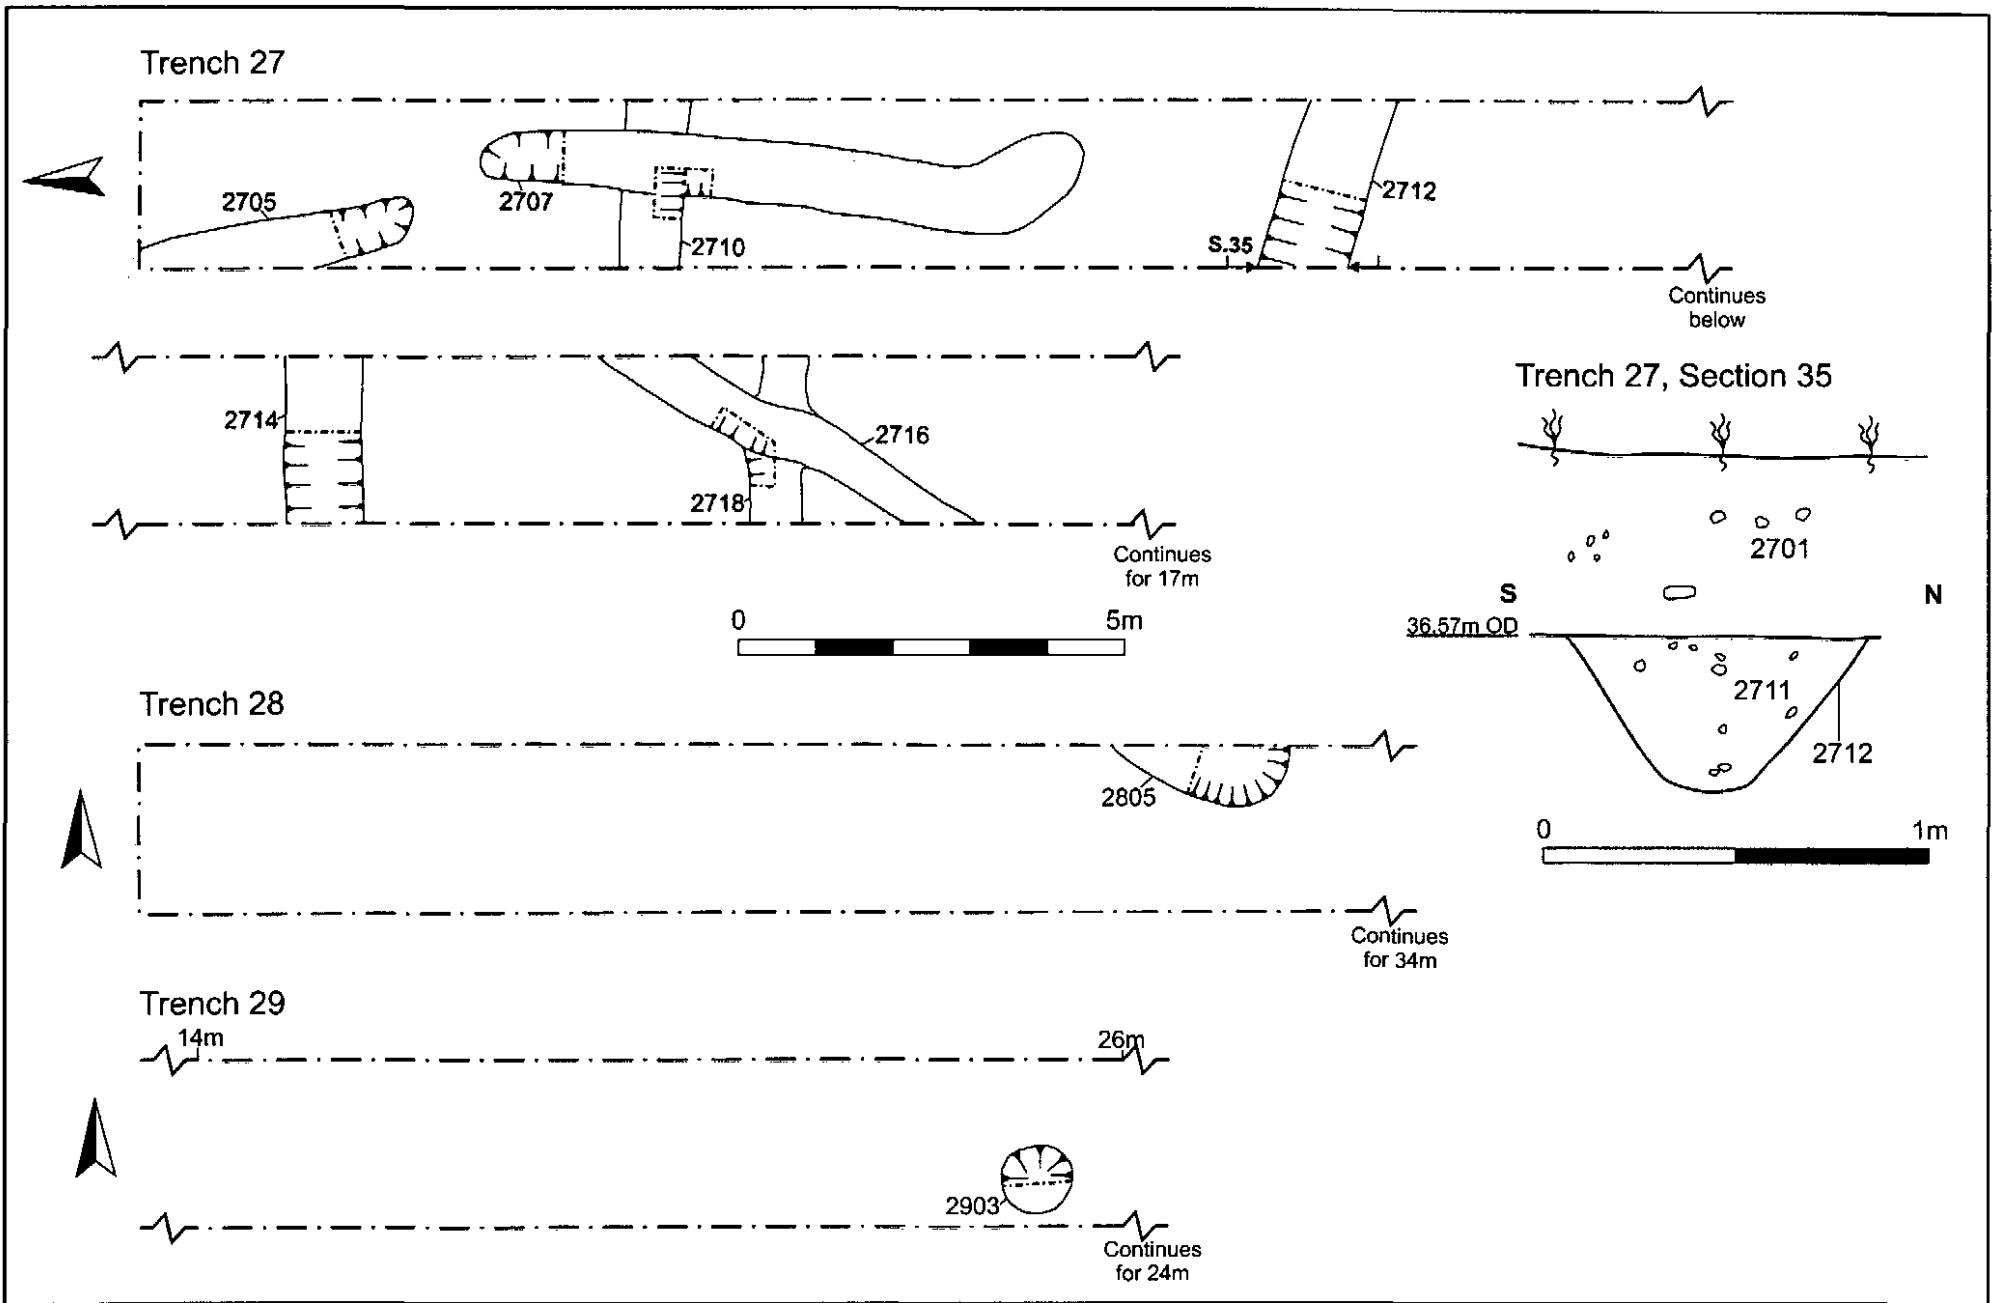 Trench 27
2705
2707
2710
S.35
2712
Continues
below
2714
2716
2718
Continues
for 17m
0 5m
Trench 27, Section 35
2701
S N
36.57m OD
2711
2712
0 1m
Trench 28
2805
Continues
for 34m
Trench 29
14m 26m
2903
Continues
for 24m